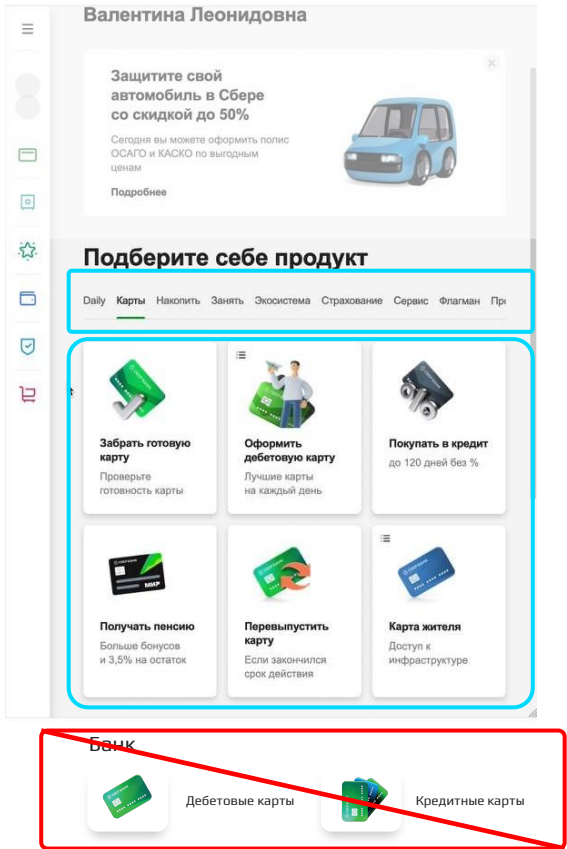 Валентина Леонидовна
Защитите свой
автомобиль в Сбере
со скидкой до 50%
Сегодня вы можете оформить полис
ОСАГО и КАСКО по выгодным
ценам
Подробнее
Подберите себе продукт
Daily Карты Накопить Занять Экосистема Страхование Сервис Флагман
Забрать готовую
карту
Проверьте
готовность карты
Оформить
дебетовую карту
Лучшие карты
на каждый день
Покупать в кредит
до 120 дней без %
МИР
Получать пенсию
Больше бонусов
и 3,5% на остаток
Перевыпустить
карту
Если закончился
срок действия
Карта жителя
Доступ к
инфраструктуре
Банк
Дебетовые карты
Кредитные карты